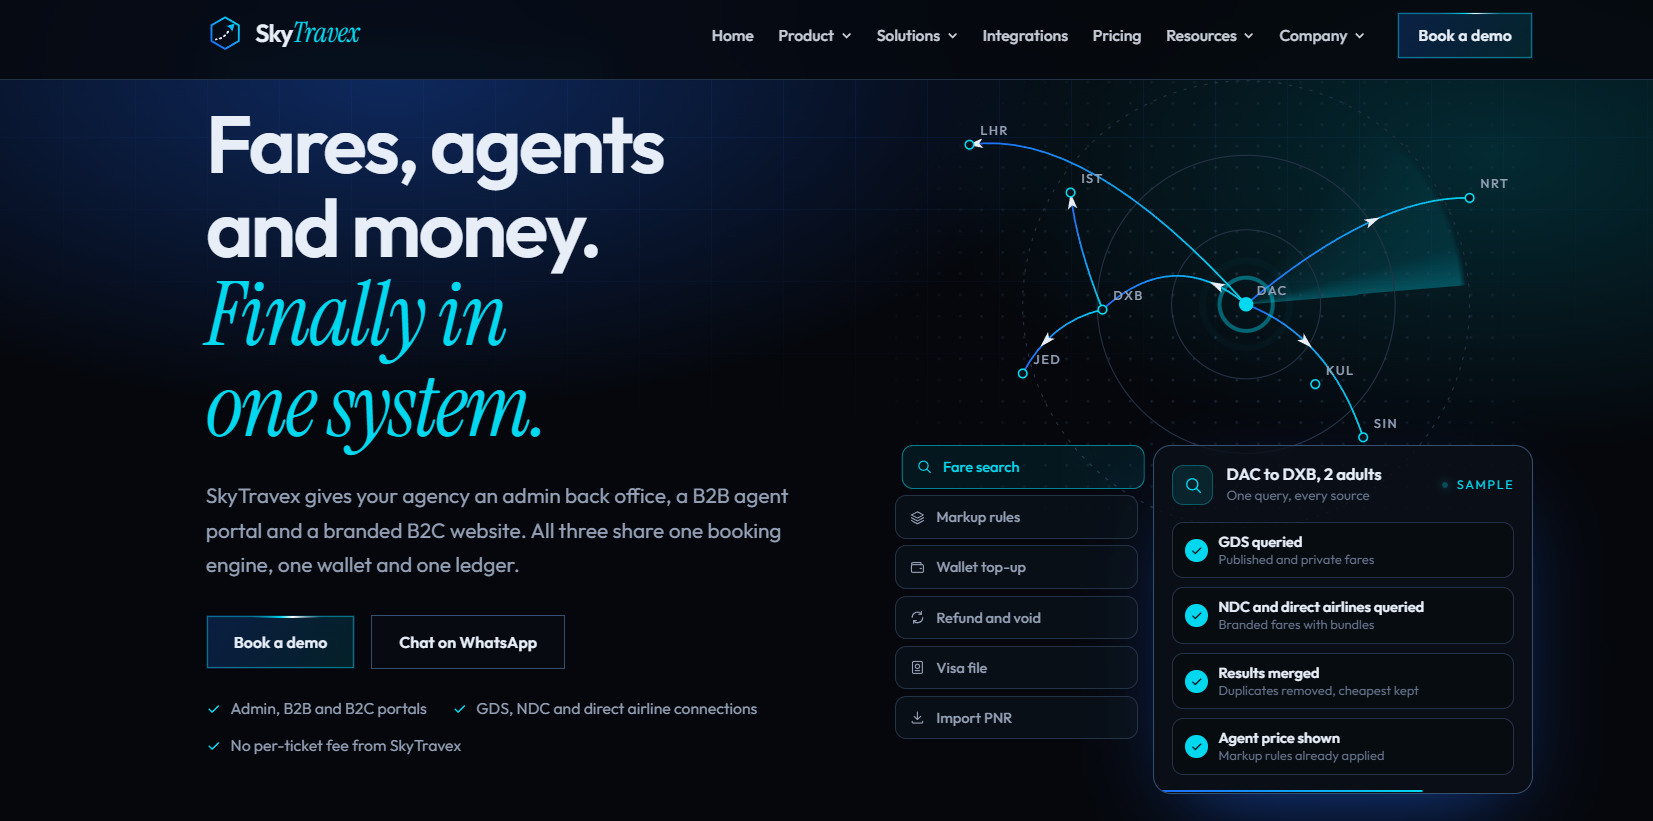 SkyTravex
Home Product Solutions Integrations Pricing Resources Company Book a demo
Fares, agents
and money.
Finally in
one system.
SkyTravex gives your agency an admin back office, a B2B agent
portal and a branded B2C website. All three share one booking
engine, one wallet and one ledger.
Book a demo Chat on WhatsApp
Admin, B2B and B2C portals GDS, NDC and direct airline connections
No per-ticket fee from SkyTravex
LHR
IST
NRT
DXB
DAC
JED
KUL
SIN
Fare search
Markup rules
Wallet top-up
Refund and void
Visa file
Import PNR
DAC to DXB, 2 adults
One query, every source
SAMPLE
GDS queried
Published and private fares
NDC and direct airlines queried
Branded fares with bundles
Results merged
Duplicates removed, cheapest kept
Agent price shown
Markup rules already applied